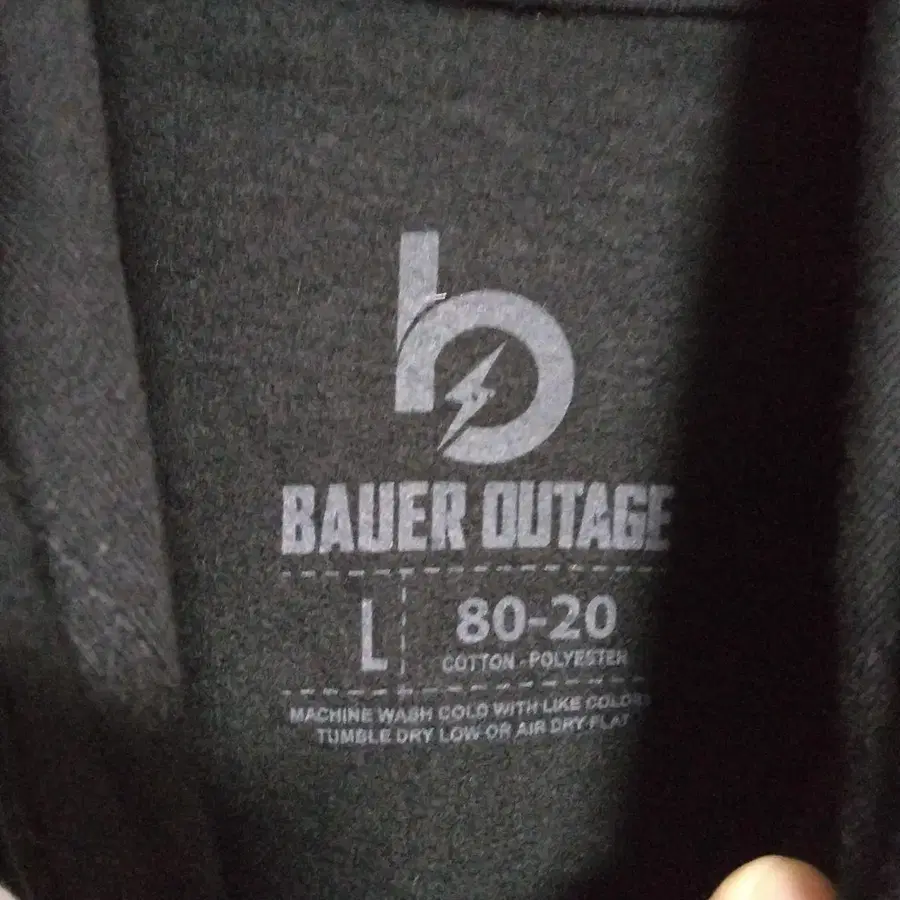 b
BAUER OUTAGE
L
80-20
COTTON - POLYESTER
MACHINE WASH COLD WITH LIKE COLORS
TUMBLE DRY LOW OR AIR DRY FLAT